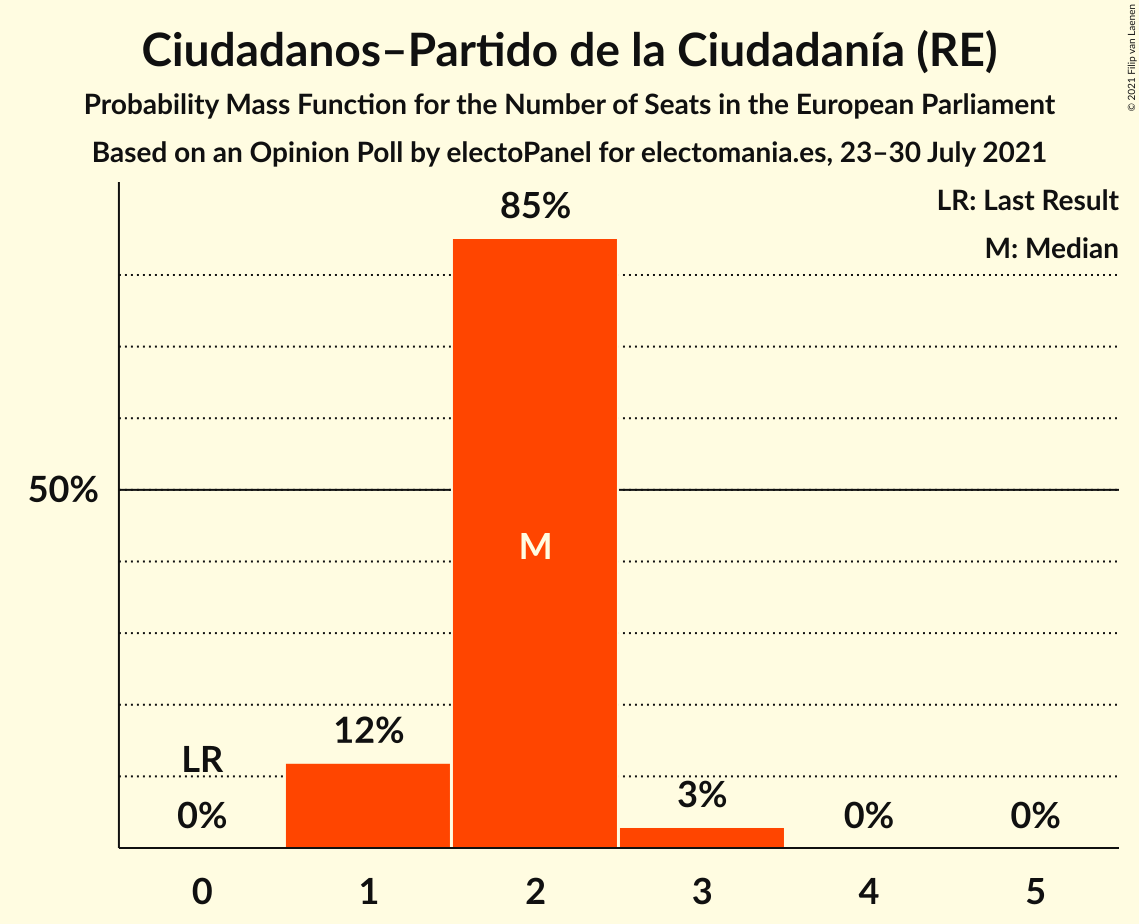 Ciudadanos–Partido de la Ciudadanía (RE)
Probability Mass Function for the Number of Seats in the European Parliament
Based on an Opinion Poll by electoPanel for electomania.es, 23–30 July 2021
© 2021 Filip van Laenen
LR: Last Result
M: Median
85%
50%
M
12%
LR
3%
0%
0%
0%
0 1 2 3 4 5